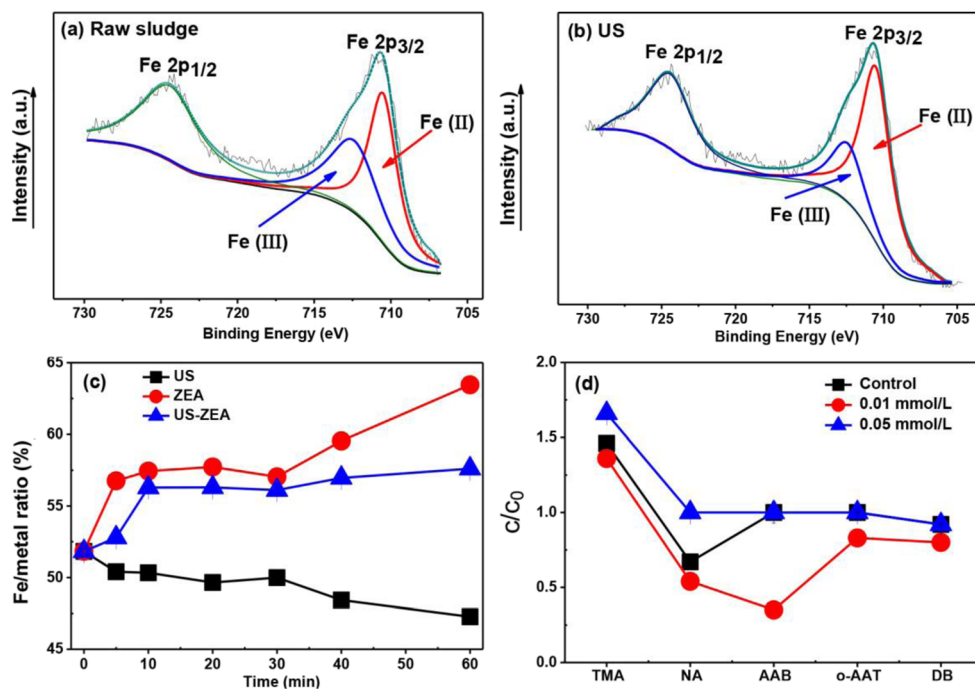 (a) Raw sludge
Fe 2p1/2
Fe 2p3/2
Fe (II)
Fe (III)
Intensity (a.u.)
730 725 720 715 710 705
Binding Energy (eV)
(b) US
Fe 2p1/2
Fe 2p3/2
Fe (II)
Fe (III)
Intensity (a.u.)
730 725 720 715 710 705
Binding Energy (eV)
(c)
US
ZEA
US-ZEA
Fe/metal ratio (%)
65
60
55
50
45
0 10 20 30 40 50 60
Time (min)
(d)
Control
0.01 mmol/L
0.05 mmol/L
C/C0
2.0
1.5
1.0
0.5
0.0
TMA NA AAB o-AAT DB